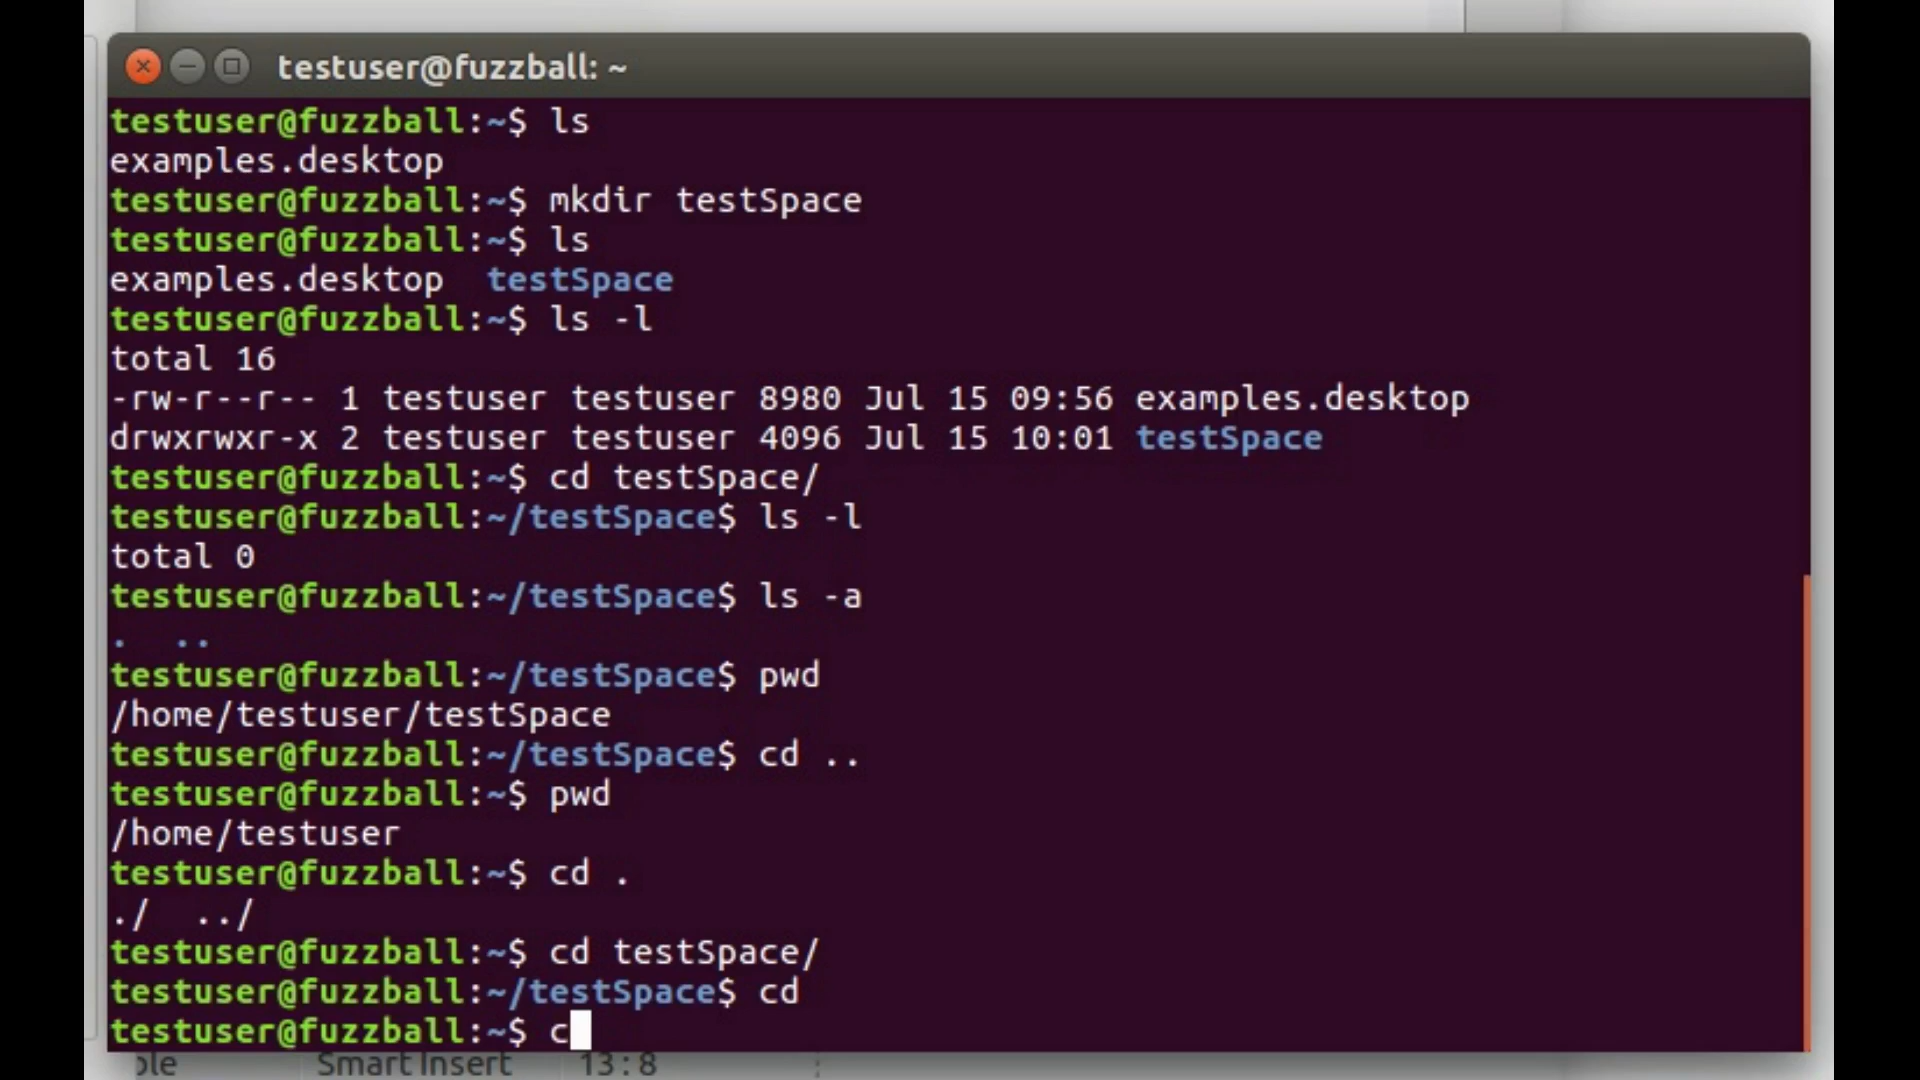 testuser@fuzzball: ~
testuser@fuzzball:~$ ls
examples.desktop
testuser@fuzzball:~$ mkdir testSpace
testuser@fuzzball:~$ ls
examples.desktop  testSpace
testuser@fuzzball:~$ ls -l
total 16
-rw-r--r-- 1 testuser testuser 8980 Jul 15 09:56 examples.desktop
drwxrwxr-x 2 testuser testuser 4096 Jul 15 10:01 testSpace
testuser@fuzzball:~$ cd testSpace/
testuser@fuzzball:~/testSpace$ ls -l
total 0
testuser@fuzzball:~/testSpace$ ls -a
.  ..
testuser@fuzzball:~/testSpace$ pwd
/home/testuser/testSpace
testuser@fuzzball:~/testSpace$ cd ..
testuser@fuzzball:~$ pwd
/home/testuser
testuser@fuzzball:~$ cd .
./  ../
testuser@fuzzball:~$ cd testSpace/
testuser@fuzzball:~/testSpace$ cd
testuser@fuzzball:~$ c
Smart Insert 13:8